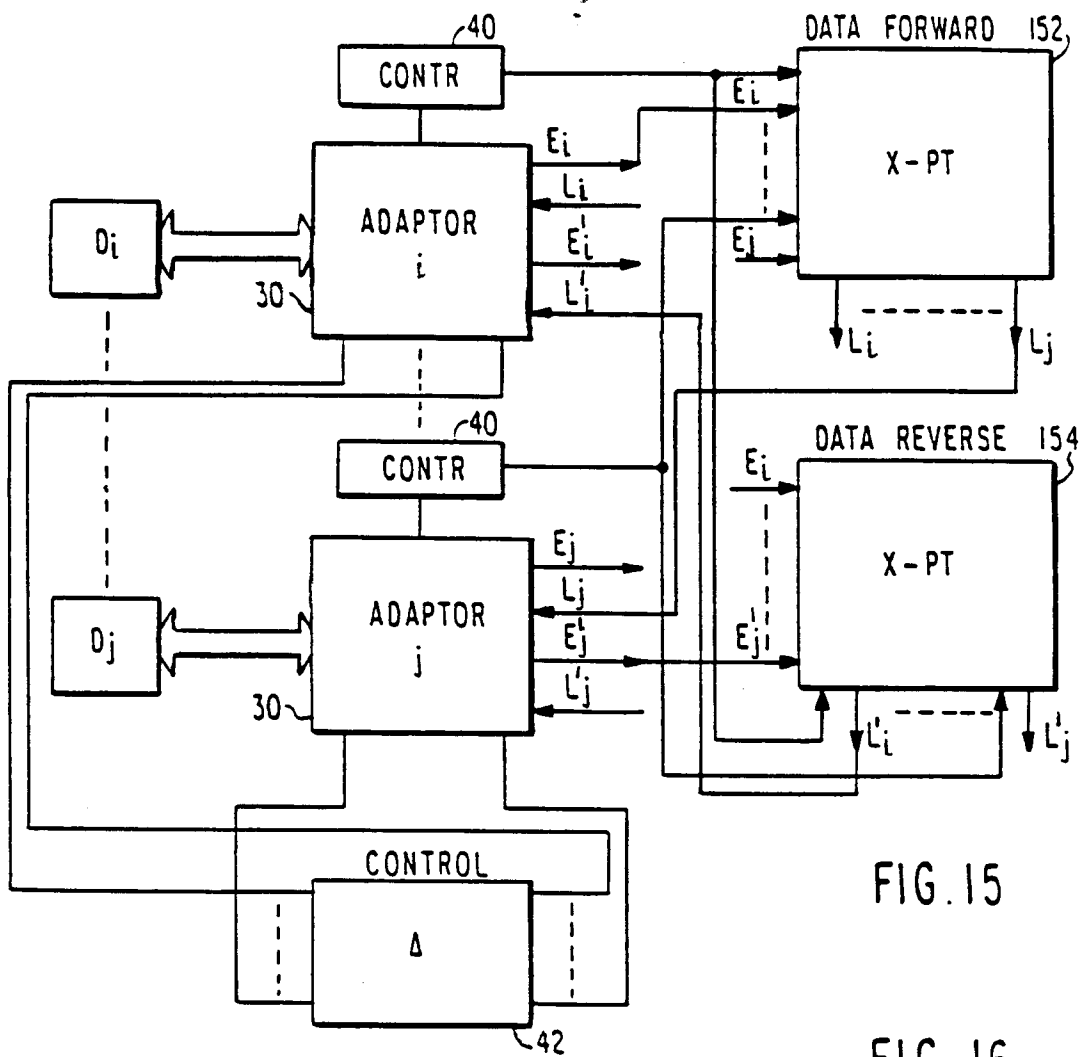 40
DATA FORWARD 152
CONTR
Ei
Ei
X-PT
Li
ADAPTOR
i
Di
E'i
Ej
30
L'i
Li
Lj
40
CONTR
DATA REVERSE 154
Ei
X-PT
Ej
Lj
ADAPTOR
j
Dj
E'j
E'j
30
L'j
L'i
L'j
CONTROL
Δ
42
FIG. 15
FIG. 16